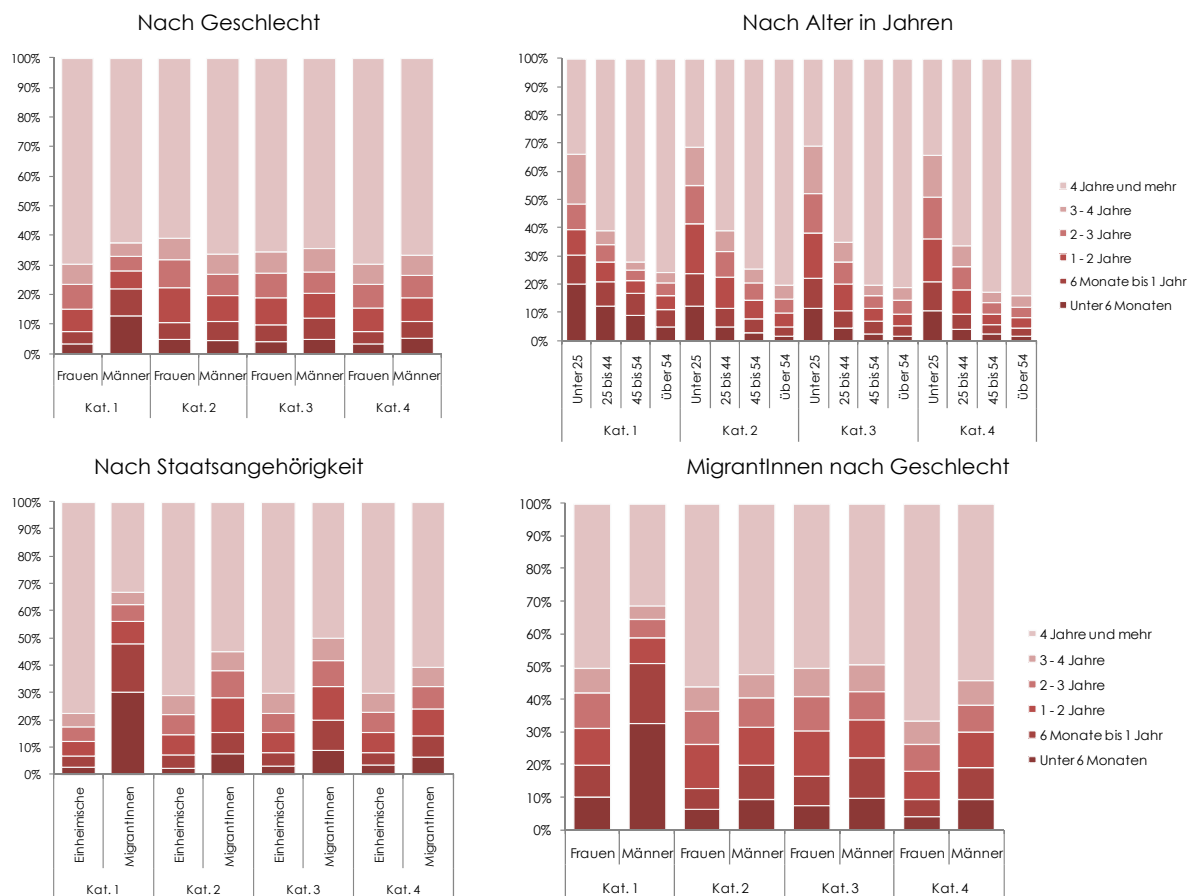 Nach Geschlecht
100%
90%
80%
70%
60%
50%
40%
30%
20%
10%
0%
Frauen Männer Frauen Männer Frauen Männer Frauen Männer
Kat. 1 Kat. 2 Kat. 3 Kat. 4
Nach Alter in Jahren
100%
90%
80%
70%
60%
50%
40%
30%
20%
10%
0%
Unter 25 25 bis 44 45 bis 54 über 54 Unter 25 25 bis 44 45 bis 54 über 54 Unter 25 25 bis 44 45 bis 54 über 54 Unter 25 25 bis 44 45 bis 54 über 54
Kat. 1 Kat. 2 Kat. 3 Kat. 4
4 Jahre und mehr
3 - 4 Jahre
2 - 3 Jahre
1 - 2 Jahre
6 Monate bis 1 Jahr
Unter 6 Monaten
Nach Staatsangehörigkeit
100%
90%
80%
70%
60%
50%
40%
30%
20%
10%
0%
Einheimische MigrantInnen Einheimische MigrantInnen Einheimische MigrantInnen Einheimische MigrantInnen
Kat. 1 Kat. 2 Kat. 3 Kat. 4
MigrantInnen nach Geschlecht
100%
90%
80%
70%
60%
50%
40%
30%
20%
10%
0%
Frauen Männer Frauen Männer Frauen Männer Frauen Männer
Kat. 1 Kat. 2 Kat. 3 Kat. 4
4 Jahre und mehr
3 - 4 Jahre
2 - 3 Jahre
1 - 2 Jahre
6 Monate bis 1 Jahr
Unter 6 Monaten